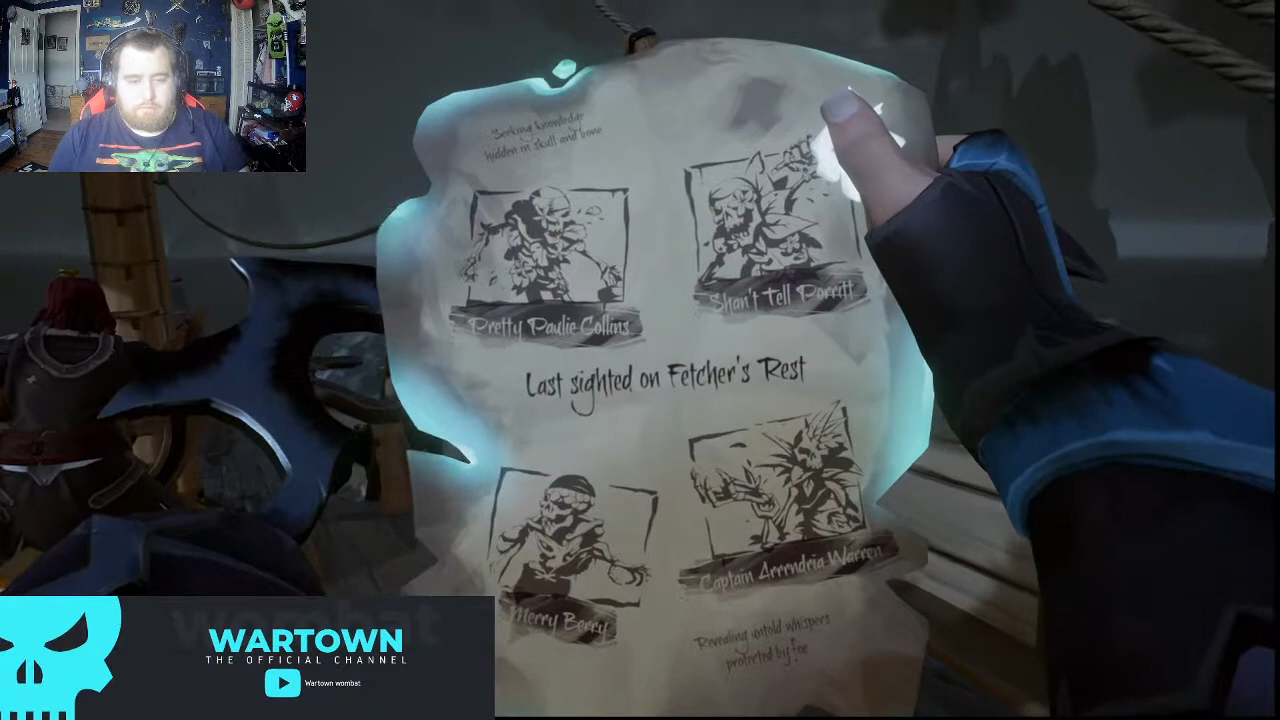 Seeking knowledge
hidden in skull and bone
Pretty Paulie Collins
Shan't Tell Porritt
Last sighted on Fetcher's Rest
Merry Berry
Captain Arrrndria Warren
Revealing untold whispers
protected by foe
wombat
WARTOWN
THE OFFICIAL CHANNEL
Wartown wombat